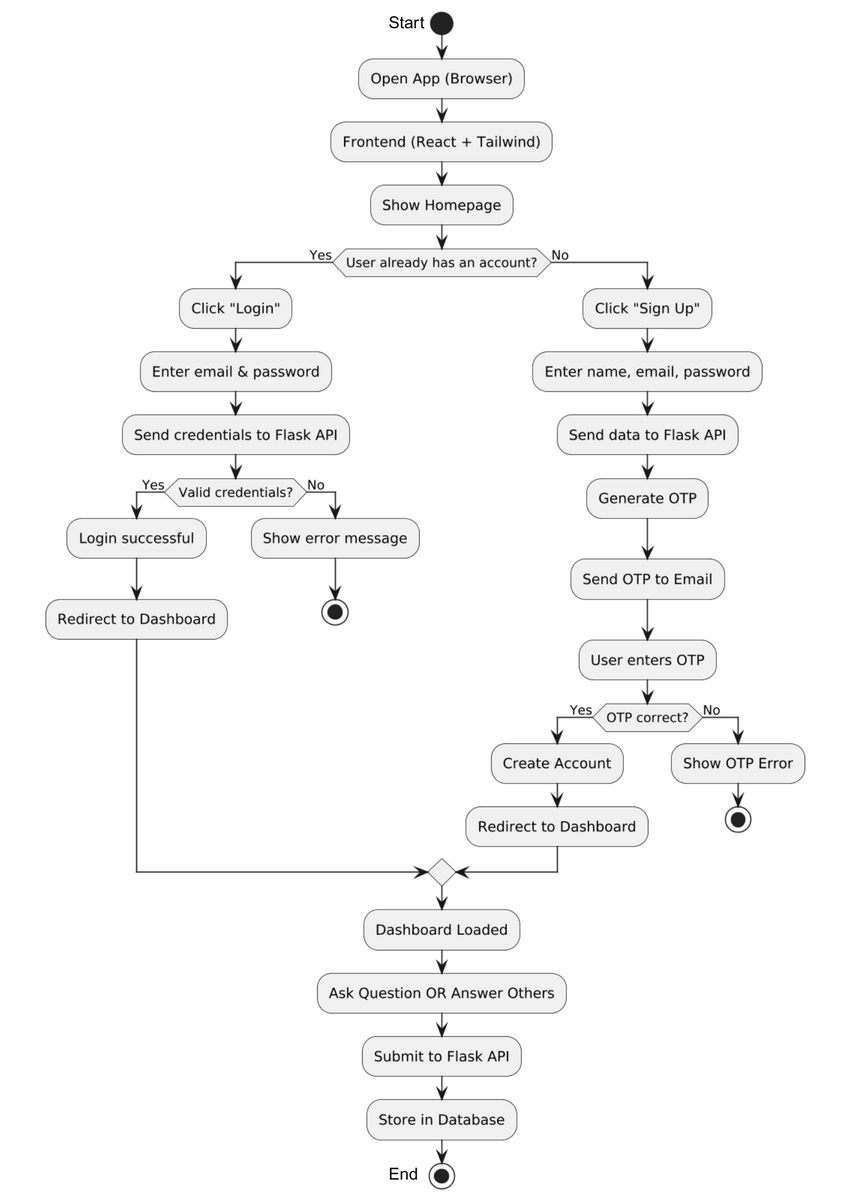 Start
Open App (Browser)
Frontend (React + Tailwind)
Show Homepage
User already has an account?
Yes
No
Click "Login"
Enter email & password
Send credentials to Flask API
Valid credentials?
Yes
No
Login successful
Redirect to Dashboard
Show error message
Click "Sign Up"
Enter name, email, password
Send data to Flask API
Generate OTP
Send OTP to Email
User enters OTP
OTP correct?
Yes
No
Create Account
Redirect to Dashboard
Show OTP Error
Dashboard Loaded
Ask Question OR Answer Others
Submit to Flask API
Store in Database
End